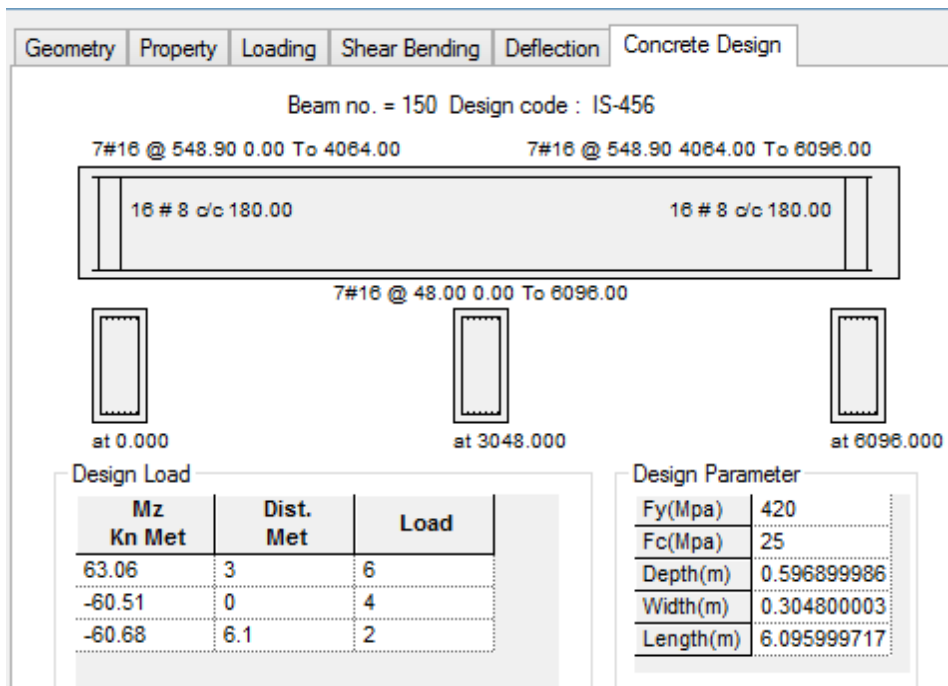 Geometry Property Loading Shear Bending Deflection Concrete Design
Beam no. = 150 Design code : IS-456
7#16 @ 548.90 0.00 To 4064.00 7#16 @ 548.90 4064.00 To 6096.00
16 # 8 c/c 180.00 16 # 8 c/c 180.00
7#16 @ 48.00 0.00 To 6096.00
at 0.000 at 3048.000 at 6096.000
Design Load Design Parameter
Mz Dist. Load
Kn Met Met
63.06 3 6
-60.51 0 4
-60.68 6.1 2
Fy(Mpa) 420
Fc(Mpa) 25
Depth(m) 0.596899986
Width(m) 0.304800003
Length(m) 6.095999717